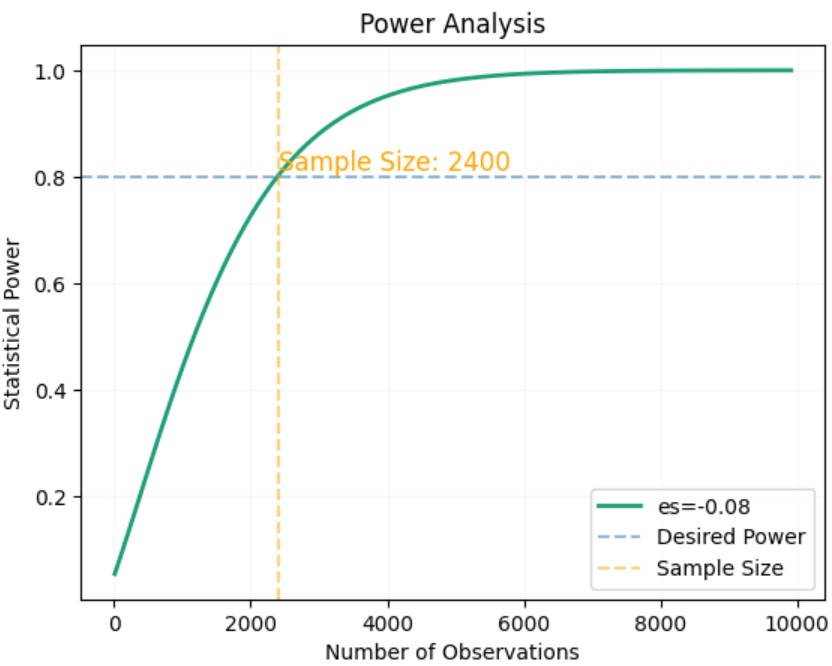 Power Analysis
Statistical Power
1.0
0.8
0.6
0.4
0.2
Sample Size: 2400
es=-0.08
Desired Power
Sample Size
0 2000 4000 6000 8000 10000
Number of Observations